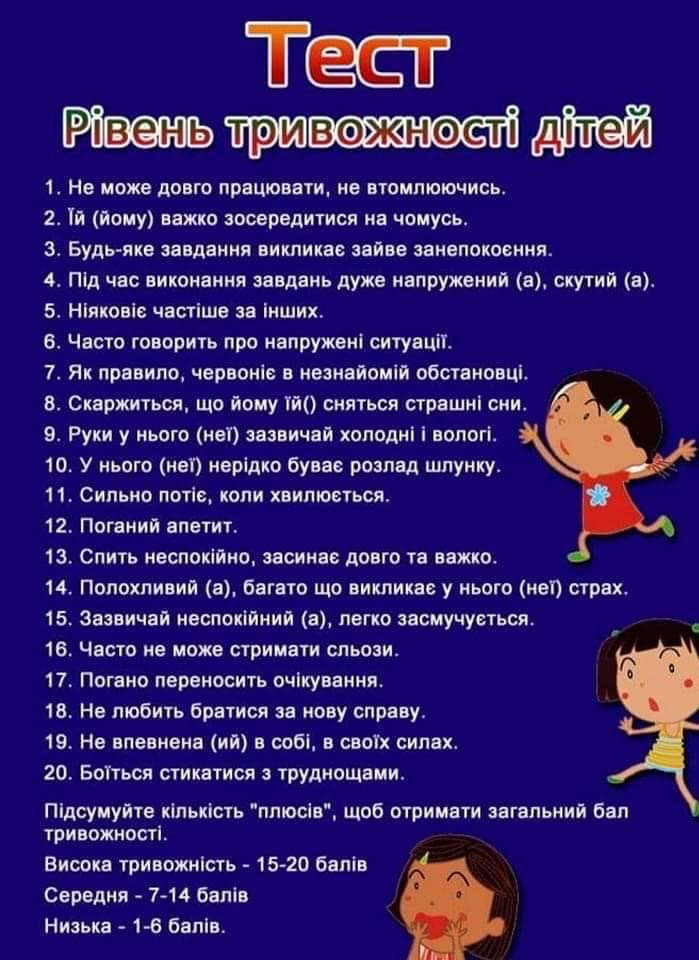 Тест
Рівень тривожності дітей
1. Не може довго працювати, не втомлюючись.
2. Їй (йому) важко зосередитися на чомусь.
3. Будь-яке завдання викликає зайве занепокоєння.
4. Під час виконання завдань дуже напружений (а), скутий (а).
5. Ніяковіє частіше за інших.
6. Часто говорить про напружені ситуації.
7. Як правило, червоніє в незнайомій обстановці.
8. Скаржиться, що йому їй() сняться страшні сни.
9. Руки у нього (неї) зазвичай холодні і вологі.
10. У нього (неї) нерідко буває розлад шлунку.
11. Сильно потіє, коли хвилюється.
12. Поганий апетит.
13. Спить неспокійно, засинає довго та важко.
14. Полохливий (а), багато що викликає у нього (неї) страх.
15. Зазвичай неспокійний (а), легко засмучується.
16. Часто не може стримати сльози.
17. Погано переносить очікування.
18. Не любить братися за нову справу.
19. Не впевнена (ий) в собі, в своїх силах.
20. Боїться стикатися з труднощами.
Підсумуйте кількість "плюсів", щоб отримати загальний бал
тривожності.
Висока тривожність - 15-20 балів
Середня - 7-14 балів
Низька - 1-6 балів.